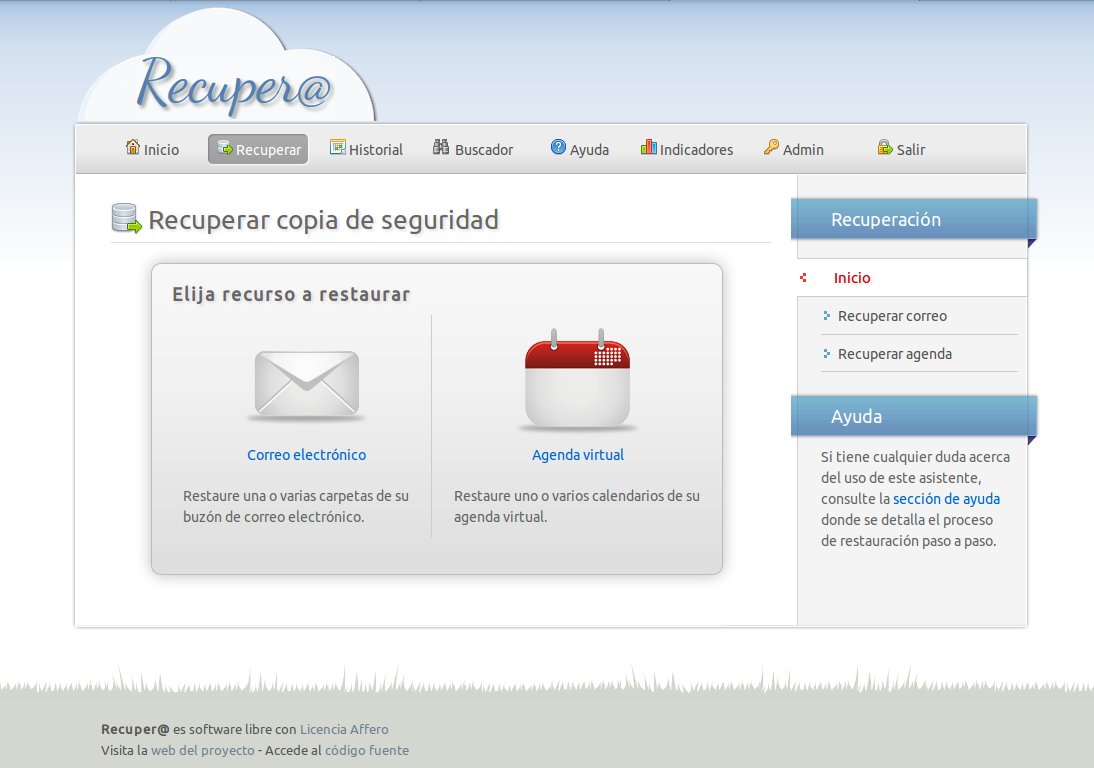 Recuper@
Inicio
Recuperar
Historial
Buscador
Ayuda
Indicadores
Admin
Salir
Recuperar copia de seguridad
Elija recurso a restaurar
Correo electrónico
Restaure una o varias carpetas de su
buzón de correo electrónico.
Agenda virtual
Restaure uno o varios calendarios de su
agenda virtual.
Recuperación
Inicio
Recuperar correo
Recuperar agenda
Ayuda
Si tiene cualquier duda acerca
del uso de este asistente,
consulte la sección de ayuda
donde se detalla el proceso
de restauración paso a paso.
Recuper@ es software libre con Licencia Affero
Visita la web del proyecto - Accede al código fuente